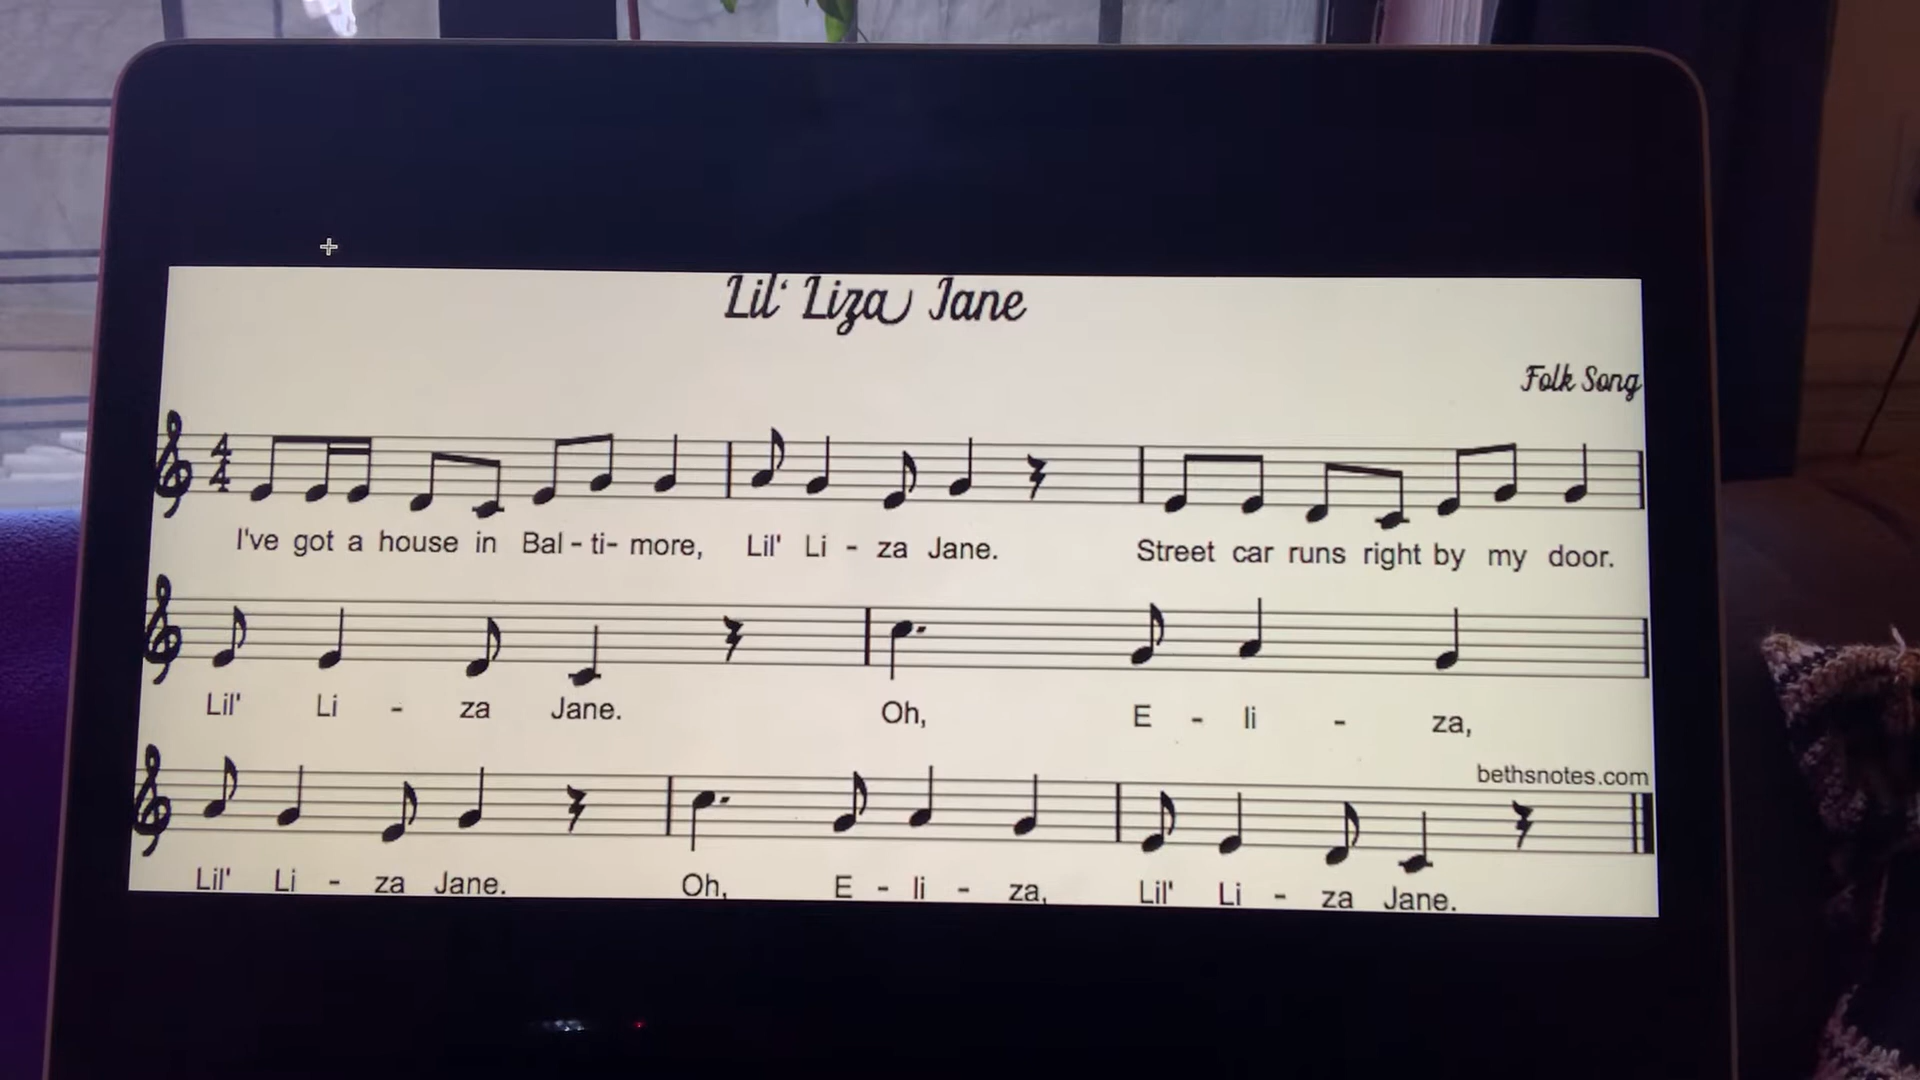 Lil' Liza Jane
Folk Song
4
4
I've got a house in Bal - ti- more, Lil' Li - za Jane. Street car runs right by my door.
Lil' Li - za Jane. Oh, E - li - za,
bethsnotes.com
Lil' Li - za Jane. Oh, E - li - za, Lil' Li - za Jane.